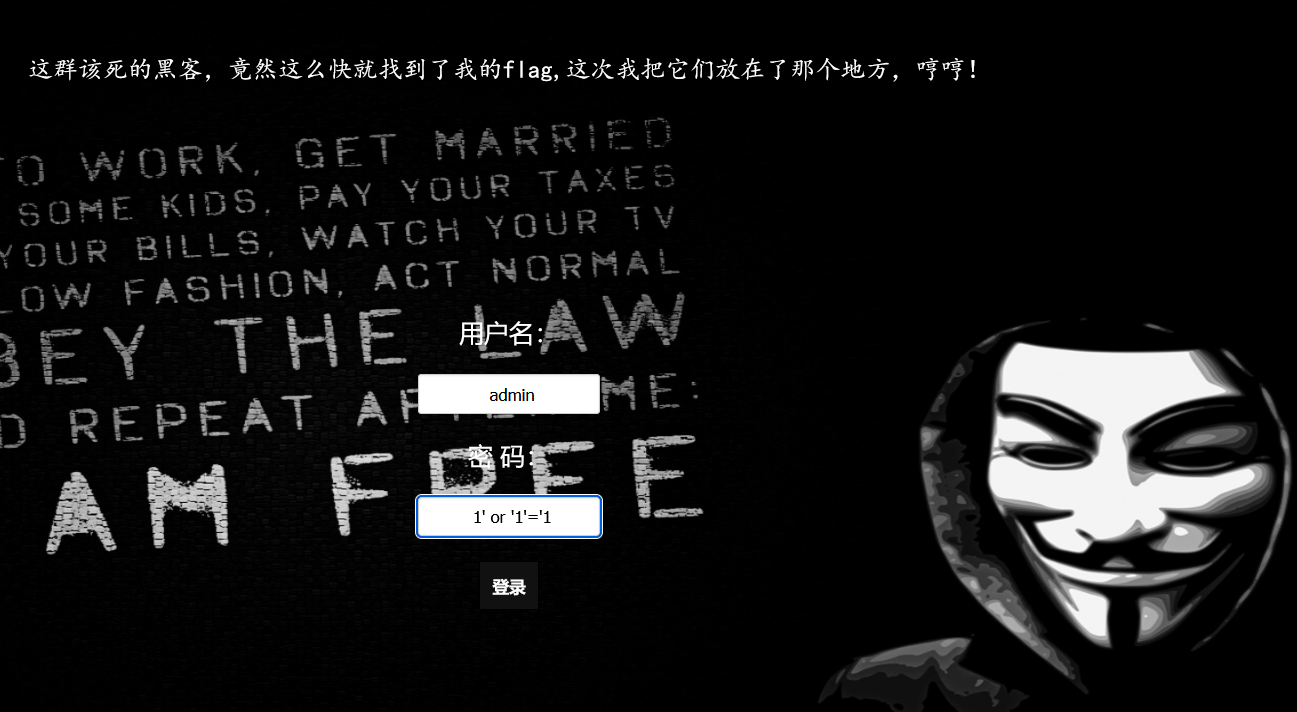 这群该死的黑客，竟然这么快就找到了我的flag,这次我把它们放在了那个地方，哼哼！
TO WORK, GET MARRIED
SOME KIDS, PAY YOUR TAXES
YOUR BILLS, WATCH YOUR TV
LOW FASHION, ACT NORMAL
BEY THE LAW
D REPEAT AFTER ME:
AM FREE
用户名：
admin
密 码：
1' or '1'='1
登录